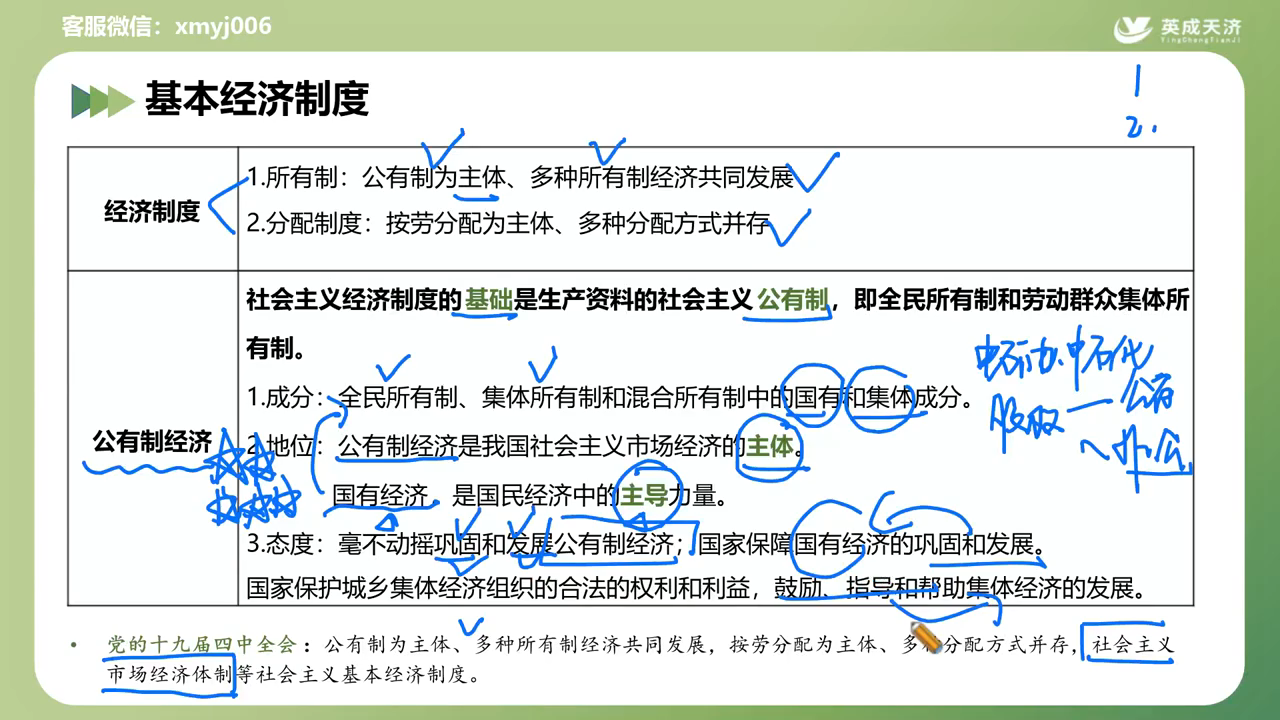 客服微信：xmyj006
英成天济
YingChengTianJi
基本经济制度
1
2.
经济制度
1.所有制：公有制为主体、多种所有制经济共同发展
2.分配制度：按劳分配为主体、多种分配方式并存
公有制经济
社会主义经济制度的基础是生产资料的社会主义公有制，即全民所有制和劳动群众集体所
有制。
1.成分：全民所有制、集体所有制和混合所有制中的国有和集体成分。
2.地位：公有制经济是我国社会主义市场经济的主体。
国有经济，是国民经济中的主导力量。
3.态度：毫不动摇巩固和发展公有制经济；国家保障国有经济的巩固和发展。
国家保护城乡集体经济组织的合法的权利和利益，鼓励、指导和帮助集体经济的发展。
中石油、中石化
公有
• 党的十九届四中全会：公有制为主体、多种所有制经济共同发展，按劳分配为主体、多种分配方式并存，社会主义
市场经济体制等社会主义基本经济制度。